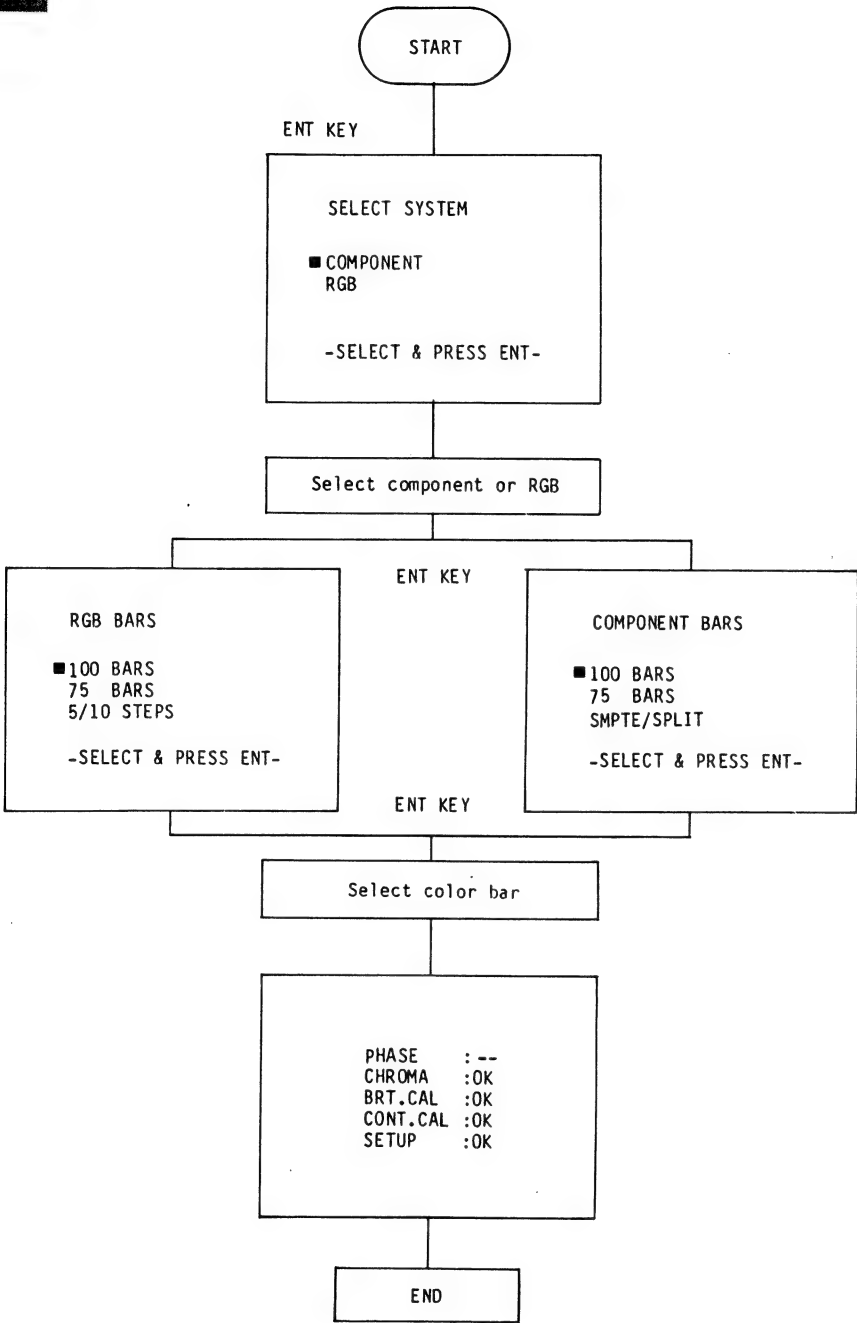 START
ENT KEY
SELECT SYSTEM
■COMPONENT
RGB
-SELECT & PRESS ENT-
Select component or RGB
ENT KEY
RGB BARS
■100 BARS
75 BARS
5/10 STEPS
-SELECT & PRESS ENT-
COMPONENT BARS
■100 BARS
75 BARS
SMPTE/SPLIT
-SELECT & PRESS ENT-
ENT KEY
Select color bar
PHASE :--
CHROMA :OK
BRT.CAL :OK
CONT.CAL :OK
SETUP :OK
END